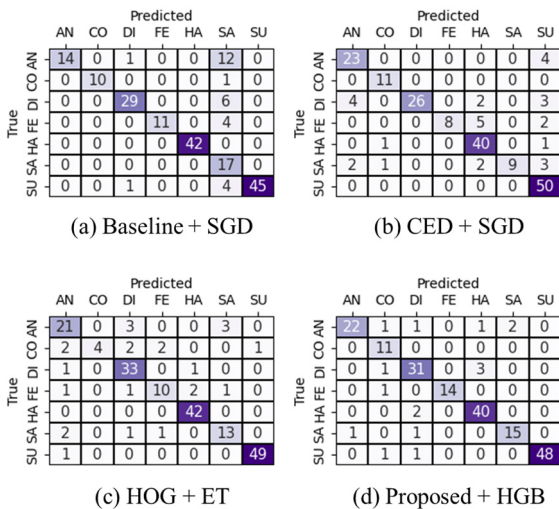 Predicted
AN CO DI FE HA SA SU
True
AN 14 0 1 0 0 12 0
CO 0 10 0 0 0 1 0
DI 0 0 29 0 0 6 0
FE 0 0 0 11 0 4 0
HA 0 0 0 0 42 0 0
SA 0 0 0 0 0 17 0
SU 0 0 1 0 0 4 45
(a) Baseline + SGD
Predicted
AN CO DI FE HA SA SU
True
AN 23 0 0 0 0 0 4
CO 0 11 0 0 0 0 0
DI 4 0 26 0 2 0 3
FE 0 0 0 8 5 0 2
HA 0 1 0 0 40 0 1
SA 2 1 0 0 2 9 3
SU 0 0 0 0 0 0 50
(b) CED + SGD
Predicted
AN CO DI FE HA SA SU
True
AN 21 0 3 0 0 3 0
CO 2 4 2 2 0 0 1
DI 0 0 33 0 1 0 0
FE 1 0 1 10 2 1 0
HA 0 0 0 0 42 0 0
SA 2 0 1 1 0 13 0
SU 1 0 0 0 0 0 49
(c) HOG + ET
Predicted
AN CO DI FE HA SA SU
True
AN 22 1 1 0 1 2 0
CO 0 11 0 0 0 0 0
DI 0 1 31 0 3 0 0
FE 0 1 0 14 0 0 0
HA 0 0 2 0 40 0 0
SA 1 0 1 0 0 15 0
SU 0 1 1 0 0 0 48
(d) Proposed + HGB